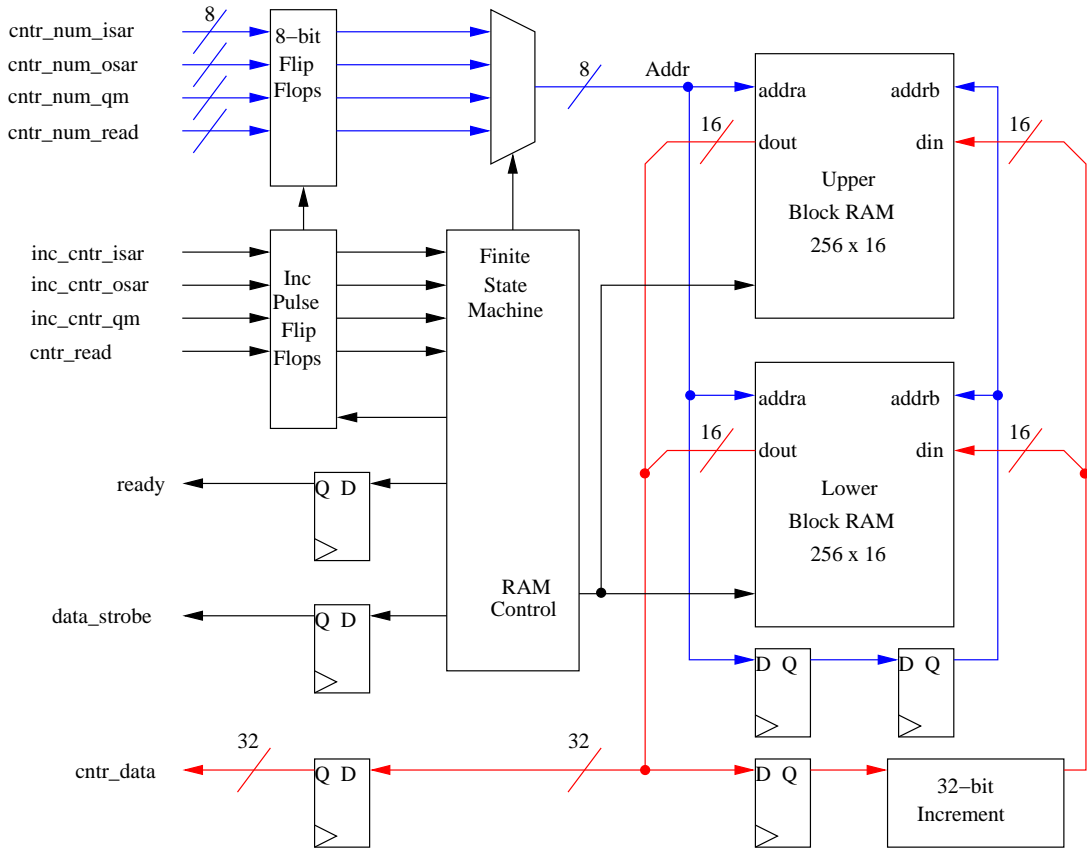 cntr_num_isar
cntr_num_osar
cntr_num_qm
cntr_num_read
8
8−bit
Flip
Flops
8
Addr
addra
addrb
16
dout
din
16
Upper
Block RAM
256 x 16
inc_cntr_isar
inc_cntr_osar
inc_cntr_qm
cntr_read
Inc
Pulse
Flip
Flops
Finite
State
Machine
RAM
Control
addra
addrb
16
dout
din
16
Lower
Block RAM
256 x 16
ready
Q D
data_strobe
Q D
D Q
D Q
cntr_data
32
Q D
32
D Q
32−bit
Increment